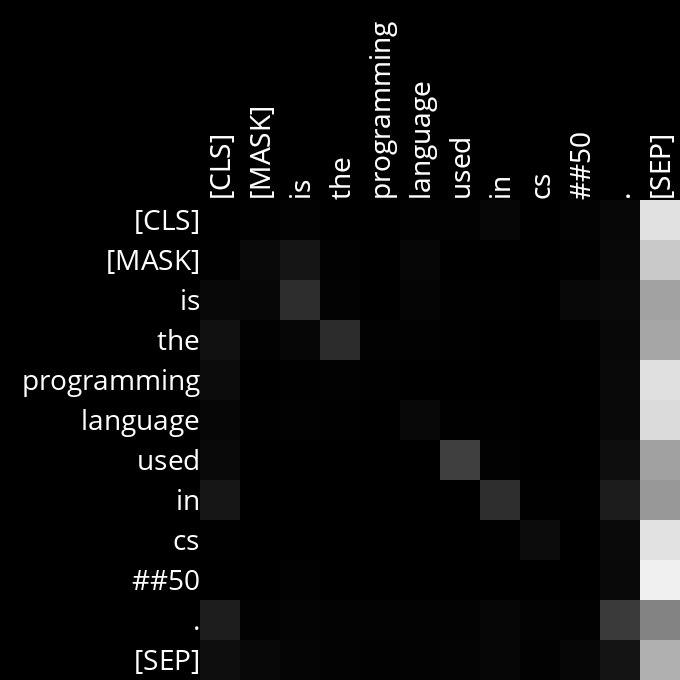 [CLS]
[MASK]
is
the
programming
language
used
in
cs
##50
.
[SEP]
[CLS]
[MASK]
is
the
programming
language
used
in
cs
##50
.
[SEP]